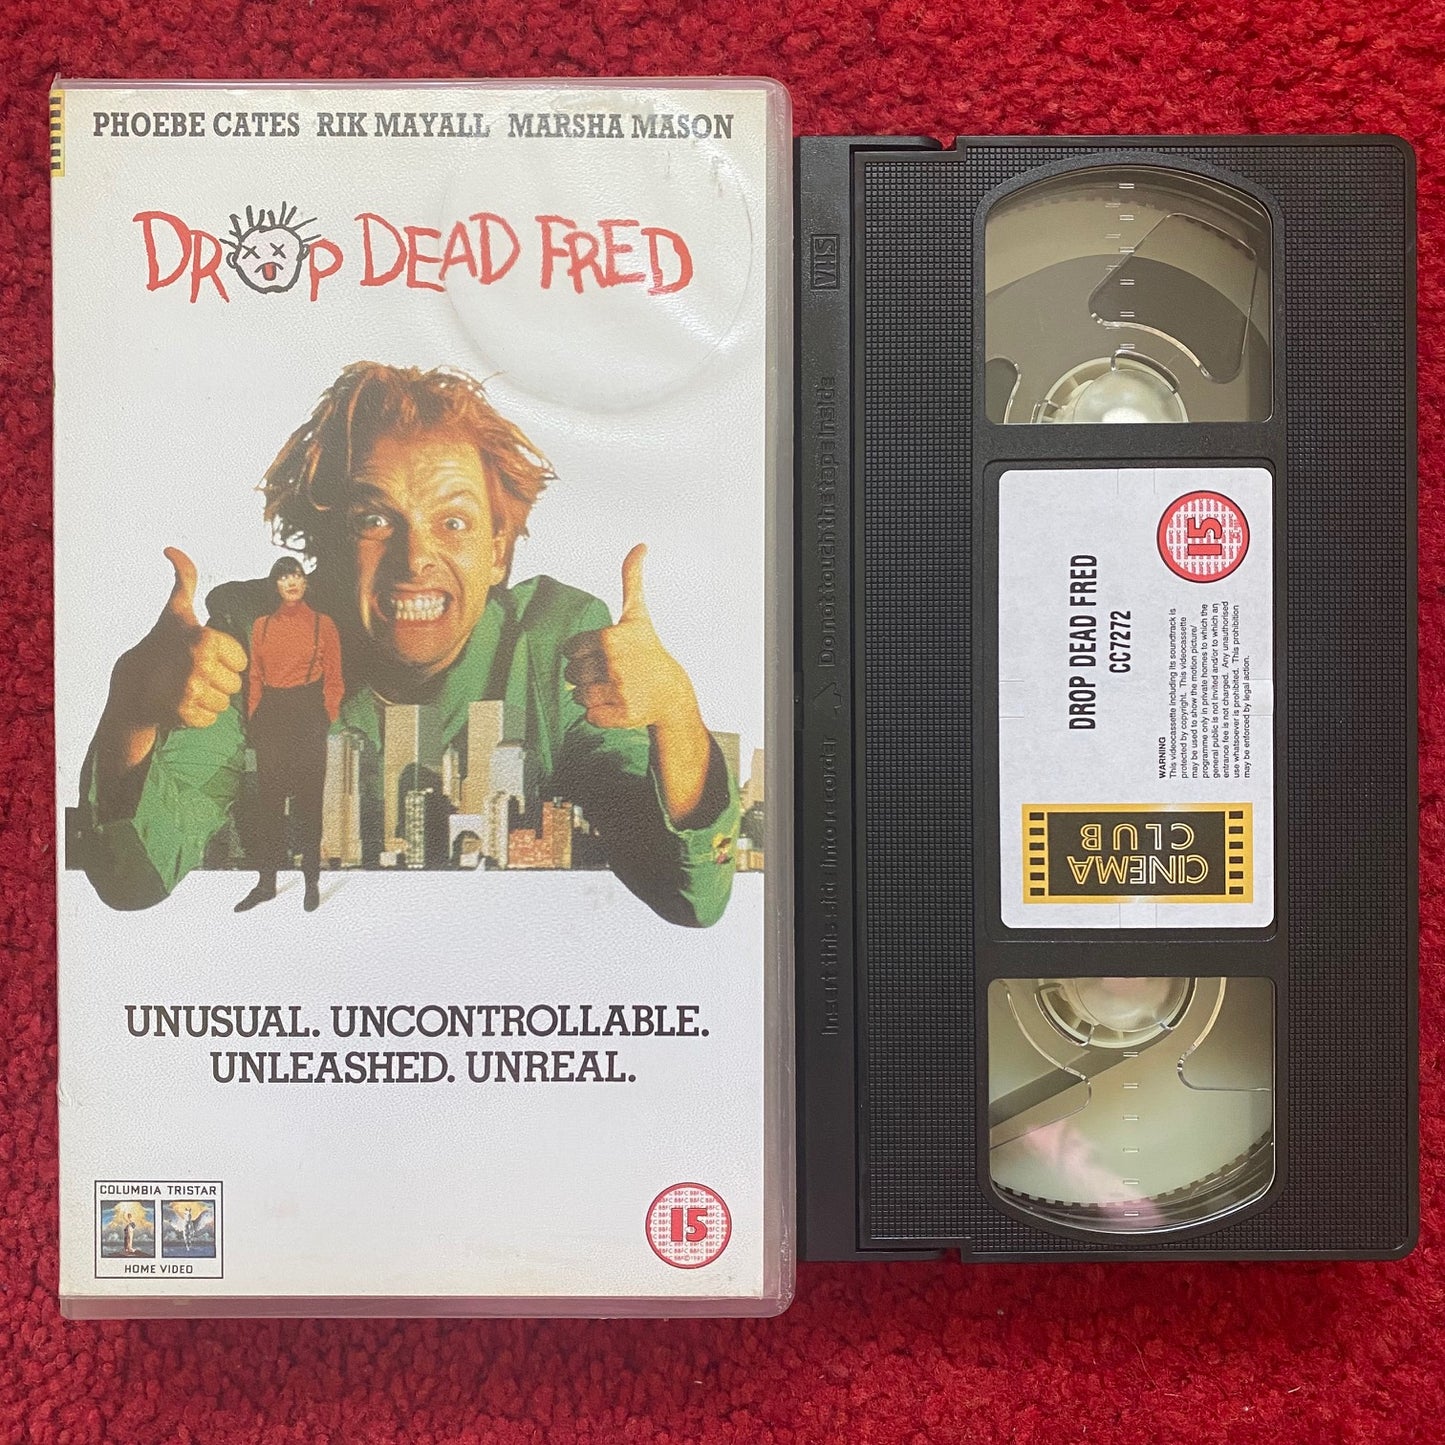 PHOEBE CATES RIK MAYALL MARSHA MASON
DROP DEAD FRED
UNUSUAL. UNCONTROLLABLE.
UNLEASHED. UNREAL.
COLUMBIA TRISTAR
HOME VIDEO
15
VHS
Do not touch the tape inside
Insert this side into recorder
15
DROP DEAD FRED
CC7272
WARNING
This videocassette including its soundtrack is
protected by copyright. This videocassette
may be used to show the motion picture/
programme only in private homes to which the
general public is not invited and/or to which an
entrance fee is not charged. Any unauthorised
use whatsoever is prohibited. This prohibition
may be enforced by legal action.
CINEMA
CLUB